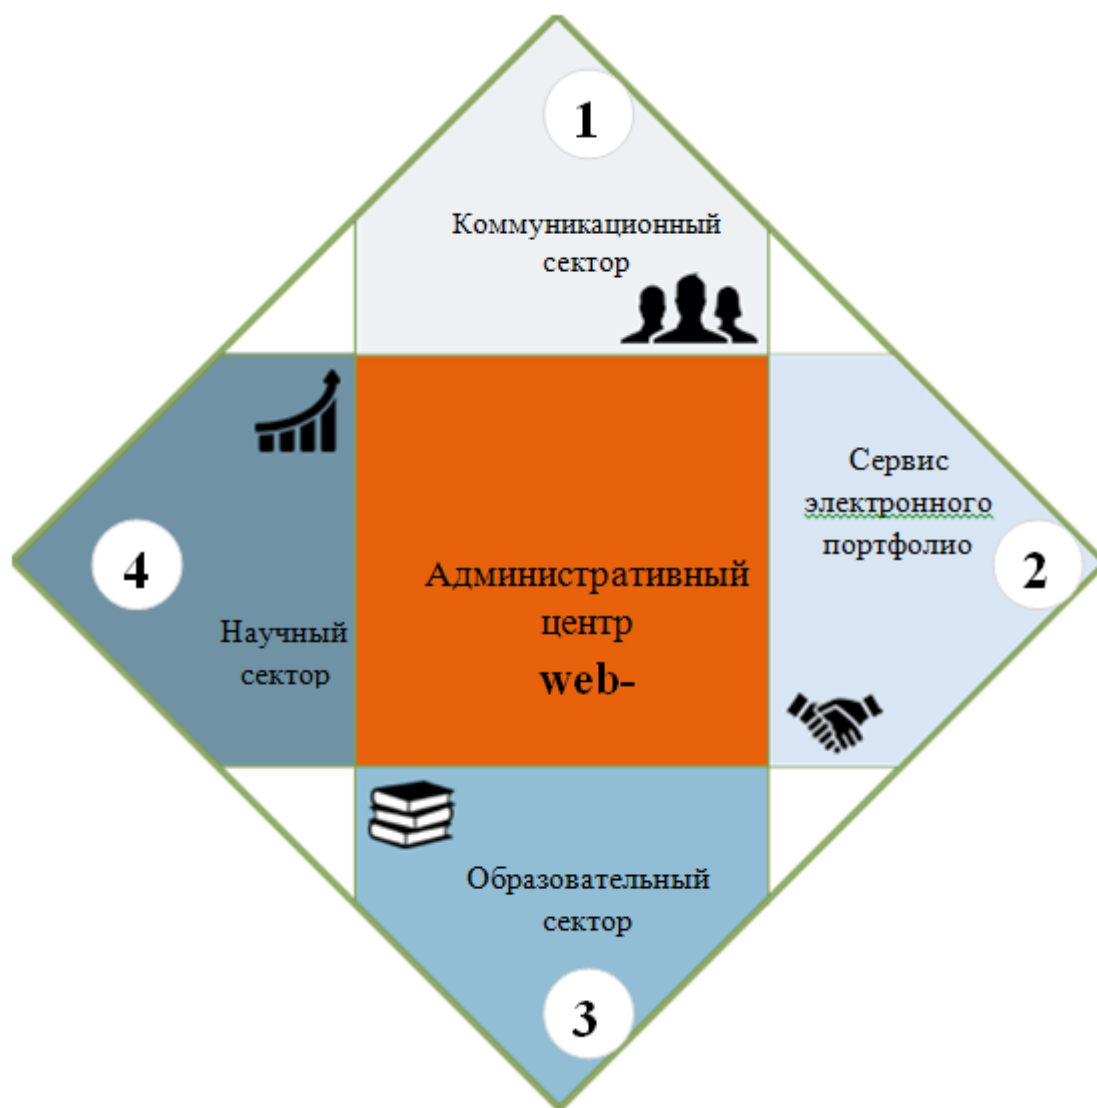 1
Коммуникационный
сектор
Сервис
электронного
портфолио
2
Административный
центр
web-
4
Научный
сектор
Образовательный
сектор
3